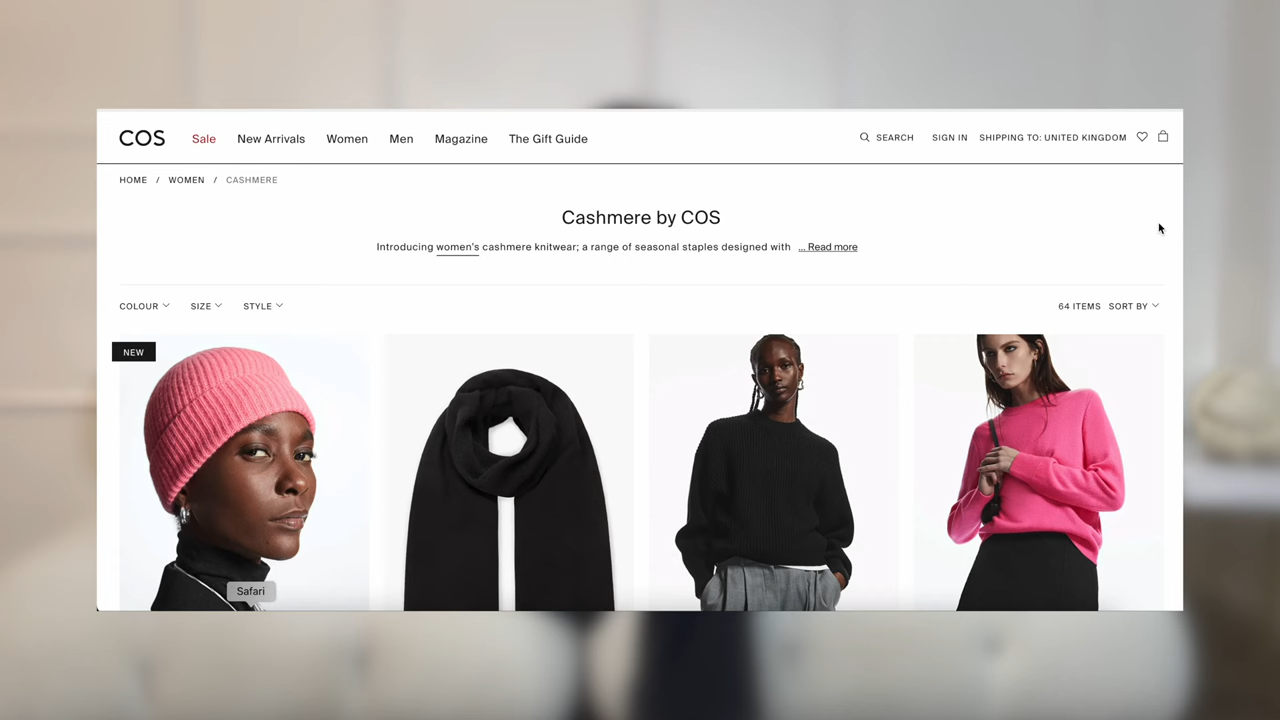 COS Sale New Arrivals Women Men Magazine The Gift Guide SEARCH SIGN IN SHIPPING TO: UNITED KINGDOM
HOME / WOMEN / CASHMERE
Cashmere by COS
Introducing women's cashmere knitwear; a range of seasonal staples designed with ... Read more
COLOUR SIZE STYLE 64 ITEMS SORT BY
NEW
Safari